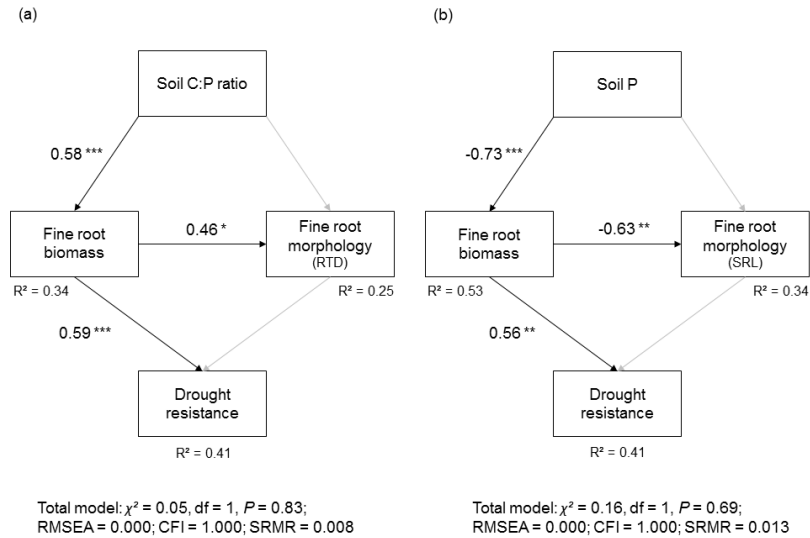 (a)
Soil C:P ratio
0.58 ***
Fine root
biomass
R² = 0.34
0.46 *
Fine root
morphology
(RTD)
R² = 0.25
0.59 ***
Drought
resistance
R² = 0.41
Total model: χ² = 0.05, df = 1, P = 0.83;
RMSEA = 0.000; CFI = 1.000; SRMR = 0.008
(b)
Soil P
-0.73 ***
Fine root
biomass
R² = 0.53
-0.63 **
Fine root
morphology
(SRL)
R² = 0.34
0.56 **
Drought
resistance
R² = 0.41
Total model: χ² = 0.16, df = 1, P = 0.69;
RMSEA = 0.000; CFI = 1.000; SRMR = 0.013